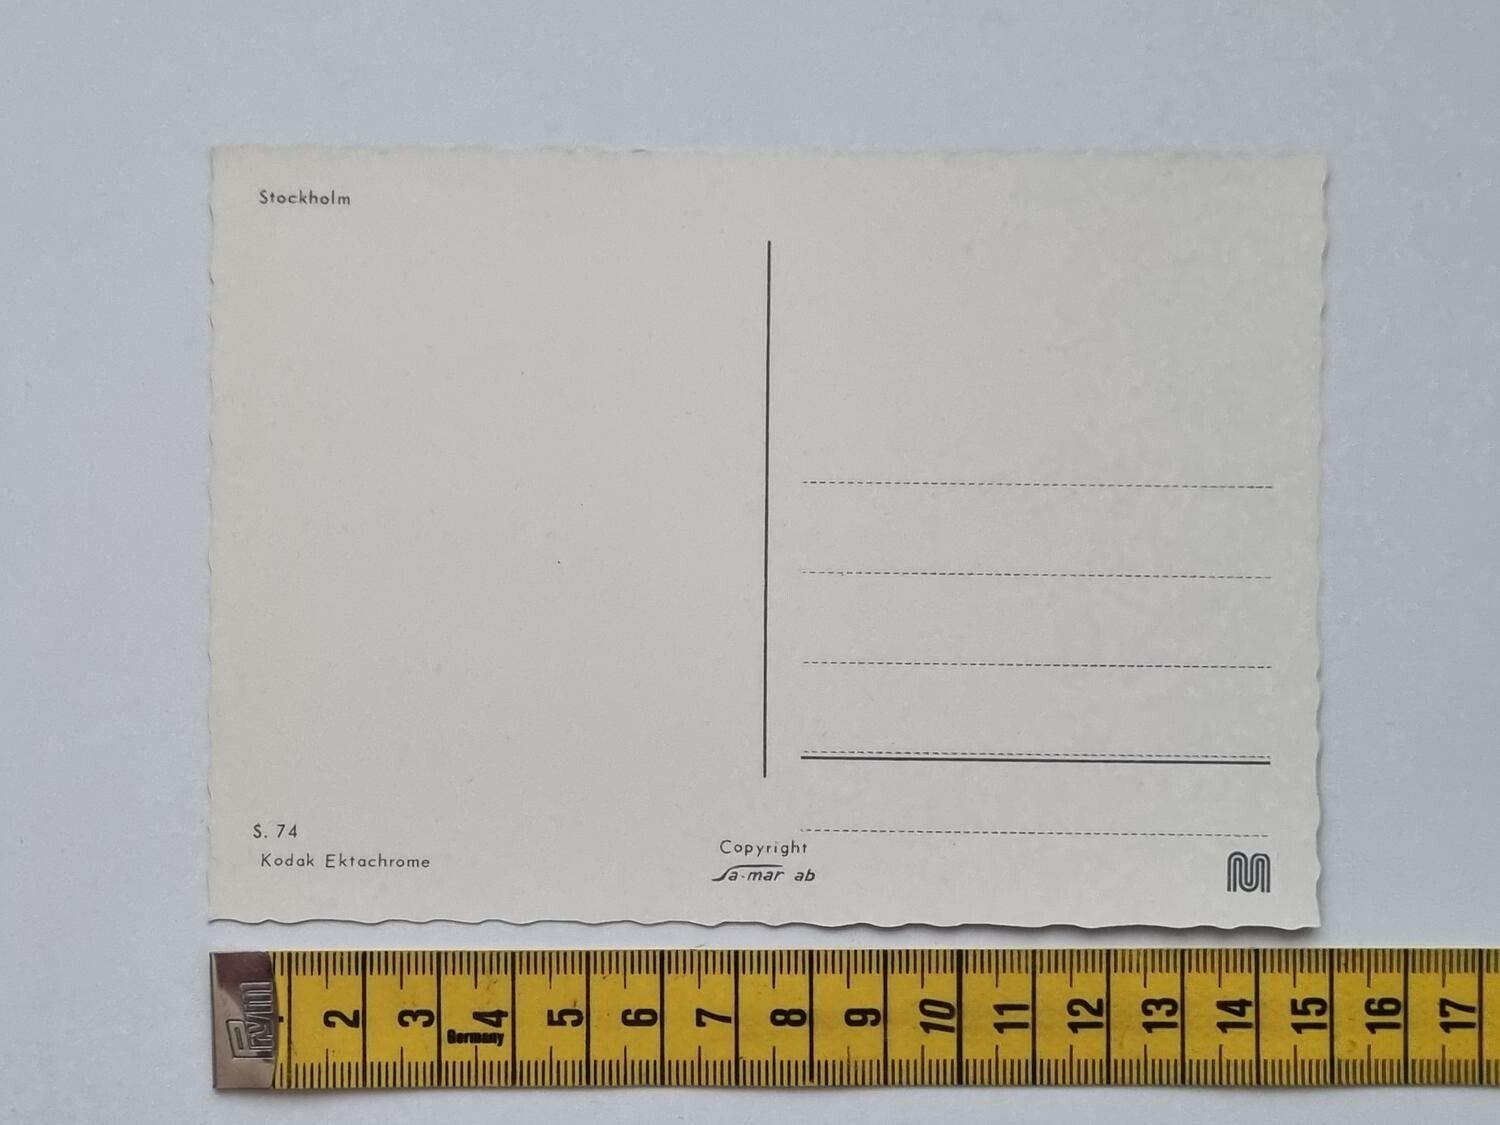 Stockholm
S. 74
Kodak Ektachrome
Copyright
Sa-mar ab
Prym
2 3 4 5 6 7 8 9 10 11 12 13 14 15 16 17
Germany